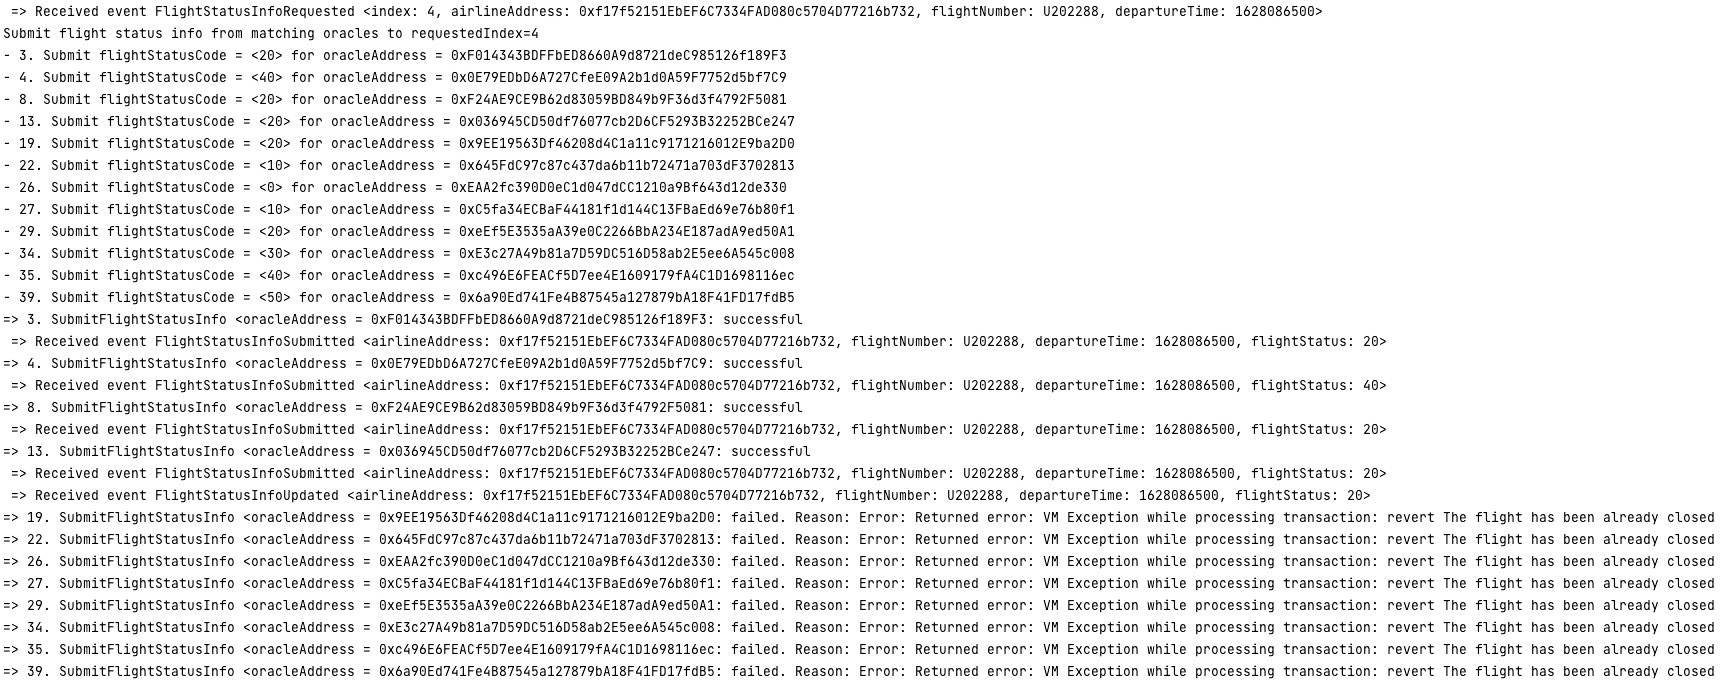 => Received event FlightStatusInfoRequested <index: 4, airlineAddress: 0xf17f52151EbEF6C7334FAD080c5704D77216b732, flightNumber: U202288, departureTime: 1628086500>
Submit flight status info from matching oracles to requestedIndex=4
- 3. Submit flightStatusCode = <20> for oracleAddress = 0xF014343BDFFbED8660A9d8721deC985126f189F3
- 4. Submit flightStatusCode = <40> for oracleAddress = 0x0E79EDbD6A727CfeE09A2b1d0A59F7752d5bf7C9
- 8. Submit flightStatusCode = <20> for oracleAddress = 0xF24AE9CE9B62d83059BD849b9F36d3f4792F5081
- 13. Submit flightStatusCode = <20> for oracleAddress = 0x036945CD50df76077cb2D6CF5293B32252BCe247
- 19. Submit flightStatusCode = <20> for oracleAddress = 0x9EE19563Df46208d4C1a11c9171216012E9ba2D0
- 22. Submit flightStatusCode = <10> for oracleAddress = 0x645FdC97c87c437da6b11b72471a703dF3702813
- 26. Submit flightStatusCode = <0> for oracleAddress = 0xEAA2fc390D0eC1d047dCC1210a9Bf643d12de330
- 27. Submit flightStatusCode = <10> for oracleAddress = 0xC5fa34ECBaF44181f1d144C13FBaEd69e76b80f1
- 29. Submit flightStatusCode = <20> for oracleAddress = 0xeEf5E3535aA39e0C2266BbA234E187adA9ed50A1
- 34. Submit flightStatusCode = <30> for oracleAddress = 0xE3c27A49b81a7D59DC516D58ab2E5ee6A545c008
- 35. Submit flightStatusCode = <40> for oracleAddress = 0xc496E6FEACf5D7ee4E1609179fA4C1D1698116ec
- 39. Submit flightStatusCode = <50> for oracleAddress = 0x6a90Ed741Fe4B87545a127879bA18F41FD17fdB5
=> 3. SubmitFlightStatusInfo <oracleAddress = 0xF014343BDFFbED8660A9d8721deC985126f189F3: successful
=> Received event FlightStatusInfoSubmitted <airlineAddress: 0xf17f52151EbEF6C7334FAD080c5704D77216b732, flightNumber: U202288, departureTime: 1628086500, flightStatus: 20>
=> 4. SubmitFlightStatusInfo <oracleAddress = 0x0E79EDbD6A727CfeE09A2b1d0A59F7752d5bf7C9: successful
=> Received event FlightStatusInfoSubmitted <airlineAddress: 0xf17f52151EbEF6C7334FAD080c5704D77216b732, flightNumber: U202288, departureTime: 1628086500, flightStatus: 40>
=> 8. SubmitFlightStatusInfo <oracleAddress = 0xF24AE9CE9B62d83059BD849b9F36d3f4792F5081: successful
=> Received event FlightStatusInfoSubmitted <airlineAddress: 0xf17f52151EbEF6C7334FAD080c5704D77216b732, flightNumber: U202288, departureTime: 1628086500, flightStatus: 20>
=> 13. SubmitFlightStatusInfo <oracleAddress = 0x036945CD50df76077cb2D6CF5293B32252BCe247: successful
=> Received event FlightStatusInfoSubmitted <airlineAddress: 0xf17f52151EbEF6C7334FAD080c5704D77216b732, flightNumber: U202288, departureTime: 1628086500, flightStatus: 20>
=> Received event FlightStatusInfoUpdated <airlineAddress: 0xf17f52151EbEF6C7334FAD080c5704D77216b732, flightNumber: U202288, departureTime: 1628086500, flightStatus: 20>
=> 19. SubmitFlightStatusInfo <oracleAddress = 0x9EE19563Df46208d4C1a11c9171216012E9ba2D0: failed. Reason: Error: Returned error: VM Exception while processing transaction: revert The flight has been already closed
=> 22. SubmitFlightStatusInfo <oracleAddress = 0x645FdC97c87c437da6b11b72471a703dF3702813: failed. Reason: Error: Returned error: VM Exception while processing transaction: revert The flight has been already closed
=> 26. SubmitFlightStatusInfo <oracleAddress = 0xEAA2fc390D0eC1d047dCC1210a9Bf643d12de330: failed. Reason: Error: Returned error: VM Exception while processing transaction: revert The flight has been already closed
=> 27. SubmitFlightStatusInfo <oracleAddress = 0xC5fa34ECBaF44181f1d144C13FBaEd69e76b80f1: failed. Reason: Error: Returned error: VM Exception while processing transaction: revert The flight has been already closed
=> 29. SubmitFlightStatusInfo <oracleAddress = 0xeEf5E3535aA39e0C2266BbA234E187adA9ed50A1: failed. Reason: Error: Returned error: VM Exception while processing transaction: revert The flight has been already closed
=> 34. SubmitFlightStatusInfo <oracleAddress = 0xE3c27A49b81a7D59DC516D58ab2E5ee6A545c008: failed. Reason: Error: Returned error: VM Exception while processing transaction: revert The flight has been already closed
=> 35. SubmitFlightStatusInfo <oracleAddress = 0xc496E6FEACf5D7ee4E1609179fA4C1D1698116ec: failed. Reason: Error: Returned error: VM Exception while processing transaction: revert The flight has been already closed
=> 39. SubmitFlightStatusInfo <oracleAddress = 0x6a90Ed741Fe4B87545a127879bA18F41FD17fdB5: failed. Reason: Error: Returned error: VM Exception while processing transaction: revert The flight has been already closed